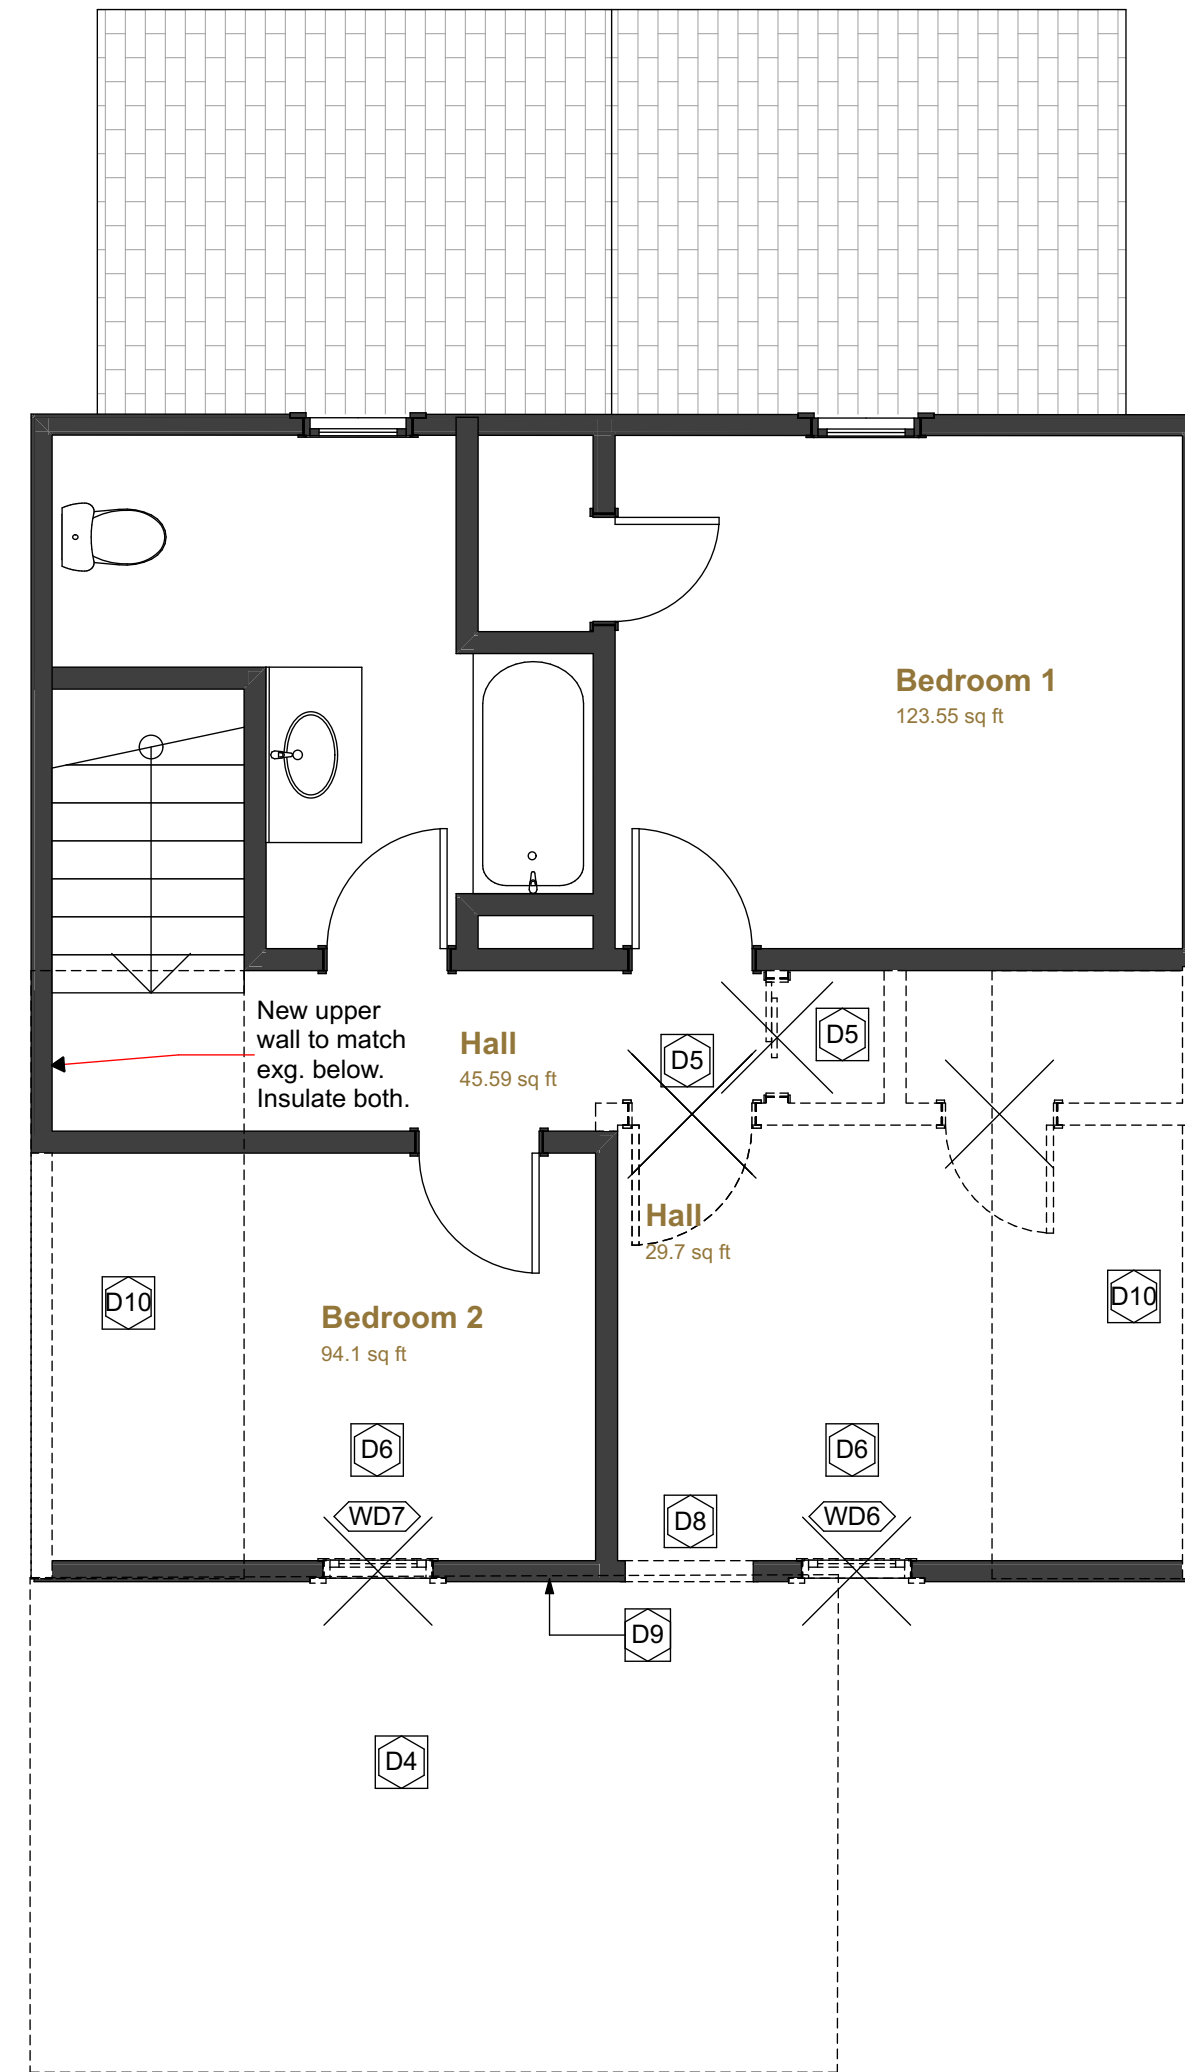 Bedroom 1
123.55 sq ft
New upper
wall to match
exg. below.
Insulate both.
Hall
45.59 sq ft
D5
D5
Hall
29.7 sq ft
D10
Bedroom 2
94.1 sq ft
D10
D6
D6
WD7
D8
WD6
D9
D4